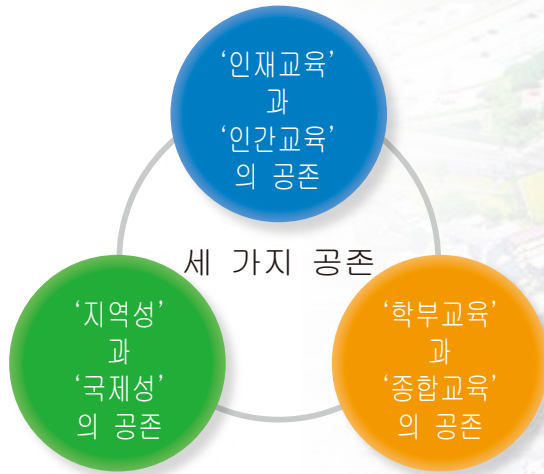 ‘인재교육’
과
‘인간교육’
의 공존
세 가지 공존
‘지역성’
과
‘국제성’
의 공존
‘학부교육’
과
‘종합교육’
의 공존